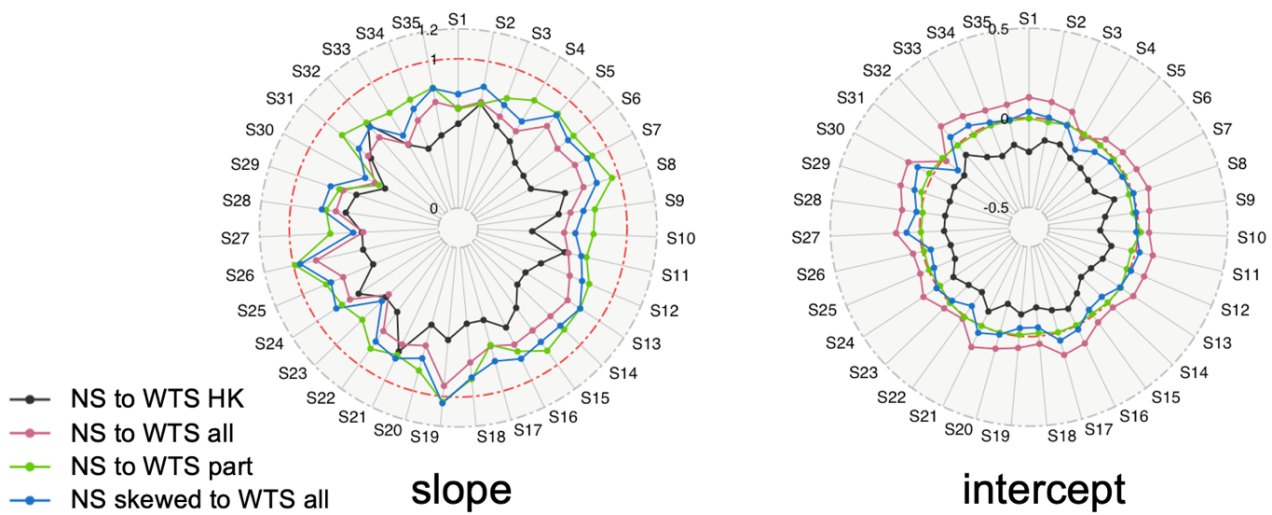 S1
S2
S3
S4
S5
S6
S7
S8
S9
S10
S11
S12
S13
S14
S15
S16
S17
S18
S19
S20
S21
S22
S23
S24
S25
S26
S27
S28
S29
S30
S31
S32
S33
S34
S35
1.2
1
0
S1
S2
S3
S4
S5
S6
S7
S8
S9
S10
S11
S12
S13
S14
S15
S16
S17
S18
S19
S20
S21
S22
S23
S24
S25
S26
S27
S28
S29
S30
S31
S32
S33
S34
S35
0.5
0
-0.5
NS to WTS HK
NS to WTS all
NS to WTS part
NS skewed to WTS all
slope
intercept